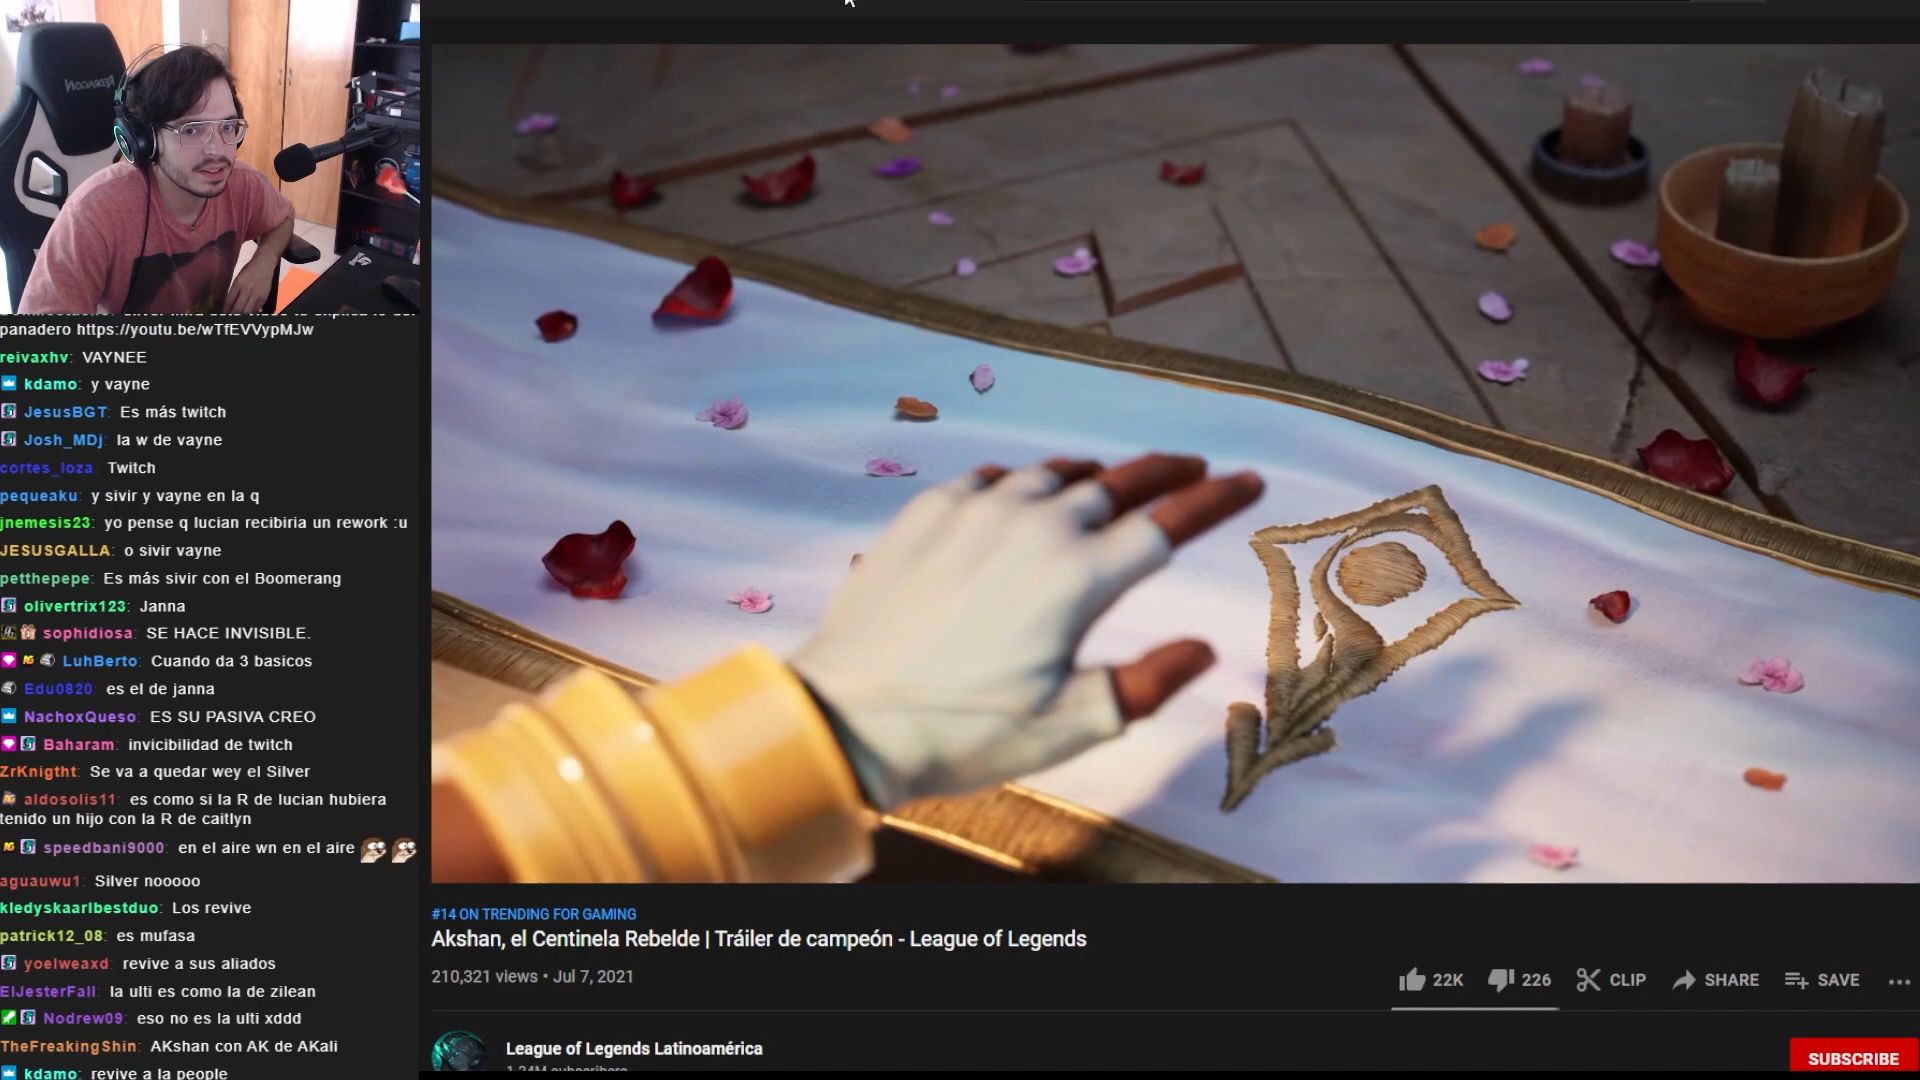 REDRAGON
panadero https://youtu.be/wTfEVVypMJw
reivaxhv: VAYNEE
kdamo: y vayne
JesusBGT: Es más twitch
Josh_MDj: la w de vayne
cortes_loza: Twitch
pequeaku: y sivir y vayne en la q
jnemesis23: yo pense q lucian recibiria un rework :u
JESUSGALLA: o sivir vayne
petthepepe: Es más sivir con el Boomerang
olivertrix123: Janna
sophidiosa: SE HACE INVISIBLE.
LuhBerto: Cuando da 3 basicos
Edu0820: es el de janna
NachoxQueso: ES SU PASIVA CREO
Baharam: invicibilidad de twitch
ZrKnigtht: Se va a quedar wey el Silver
aldosolis11: es como si la R de lucian hubiera
tenido un hijo con la R de caitlyn
speedbani9000: en el aire wn en el aire
aguauwu1: Silver nooooo
kledyskaarlbestduo: Los revive
patrick12_08: es mufasa
yoelweaxd: revive a sus aliados
ElJesterFall: la ulti es como la de zilean
Nodrew09: eso no es la ulti xddd
TheFreakingShin: AKshan con AK de AKali
kdamo: revive a la people
#14 ON TRENDING FOR GAMING
Akshan, el Centinela Rebelde | Tráiler de campeón - League of Legends
210,321 views • Jul 7, 2021
22K 226 CLIP SHARE SAVE ...
League of Legends Latinoamérica
1.24M subscribers
SUBSCRIBE